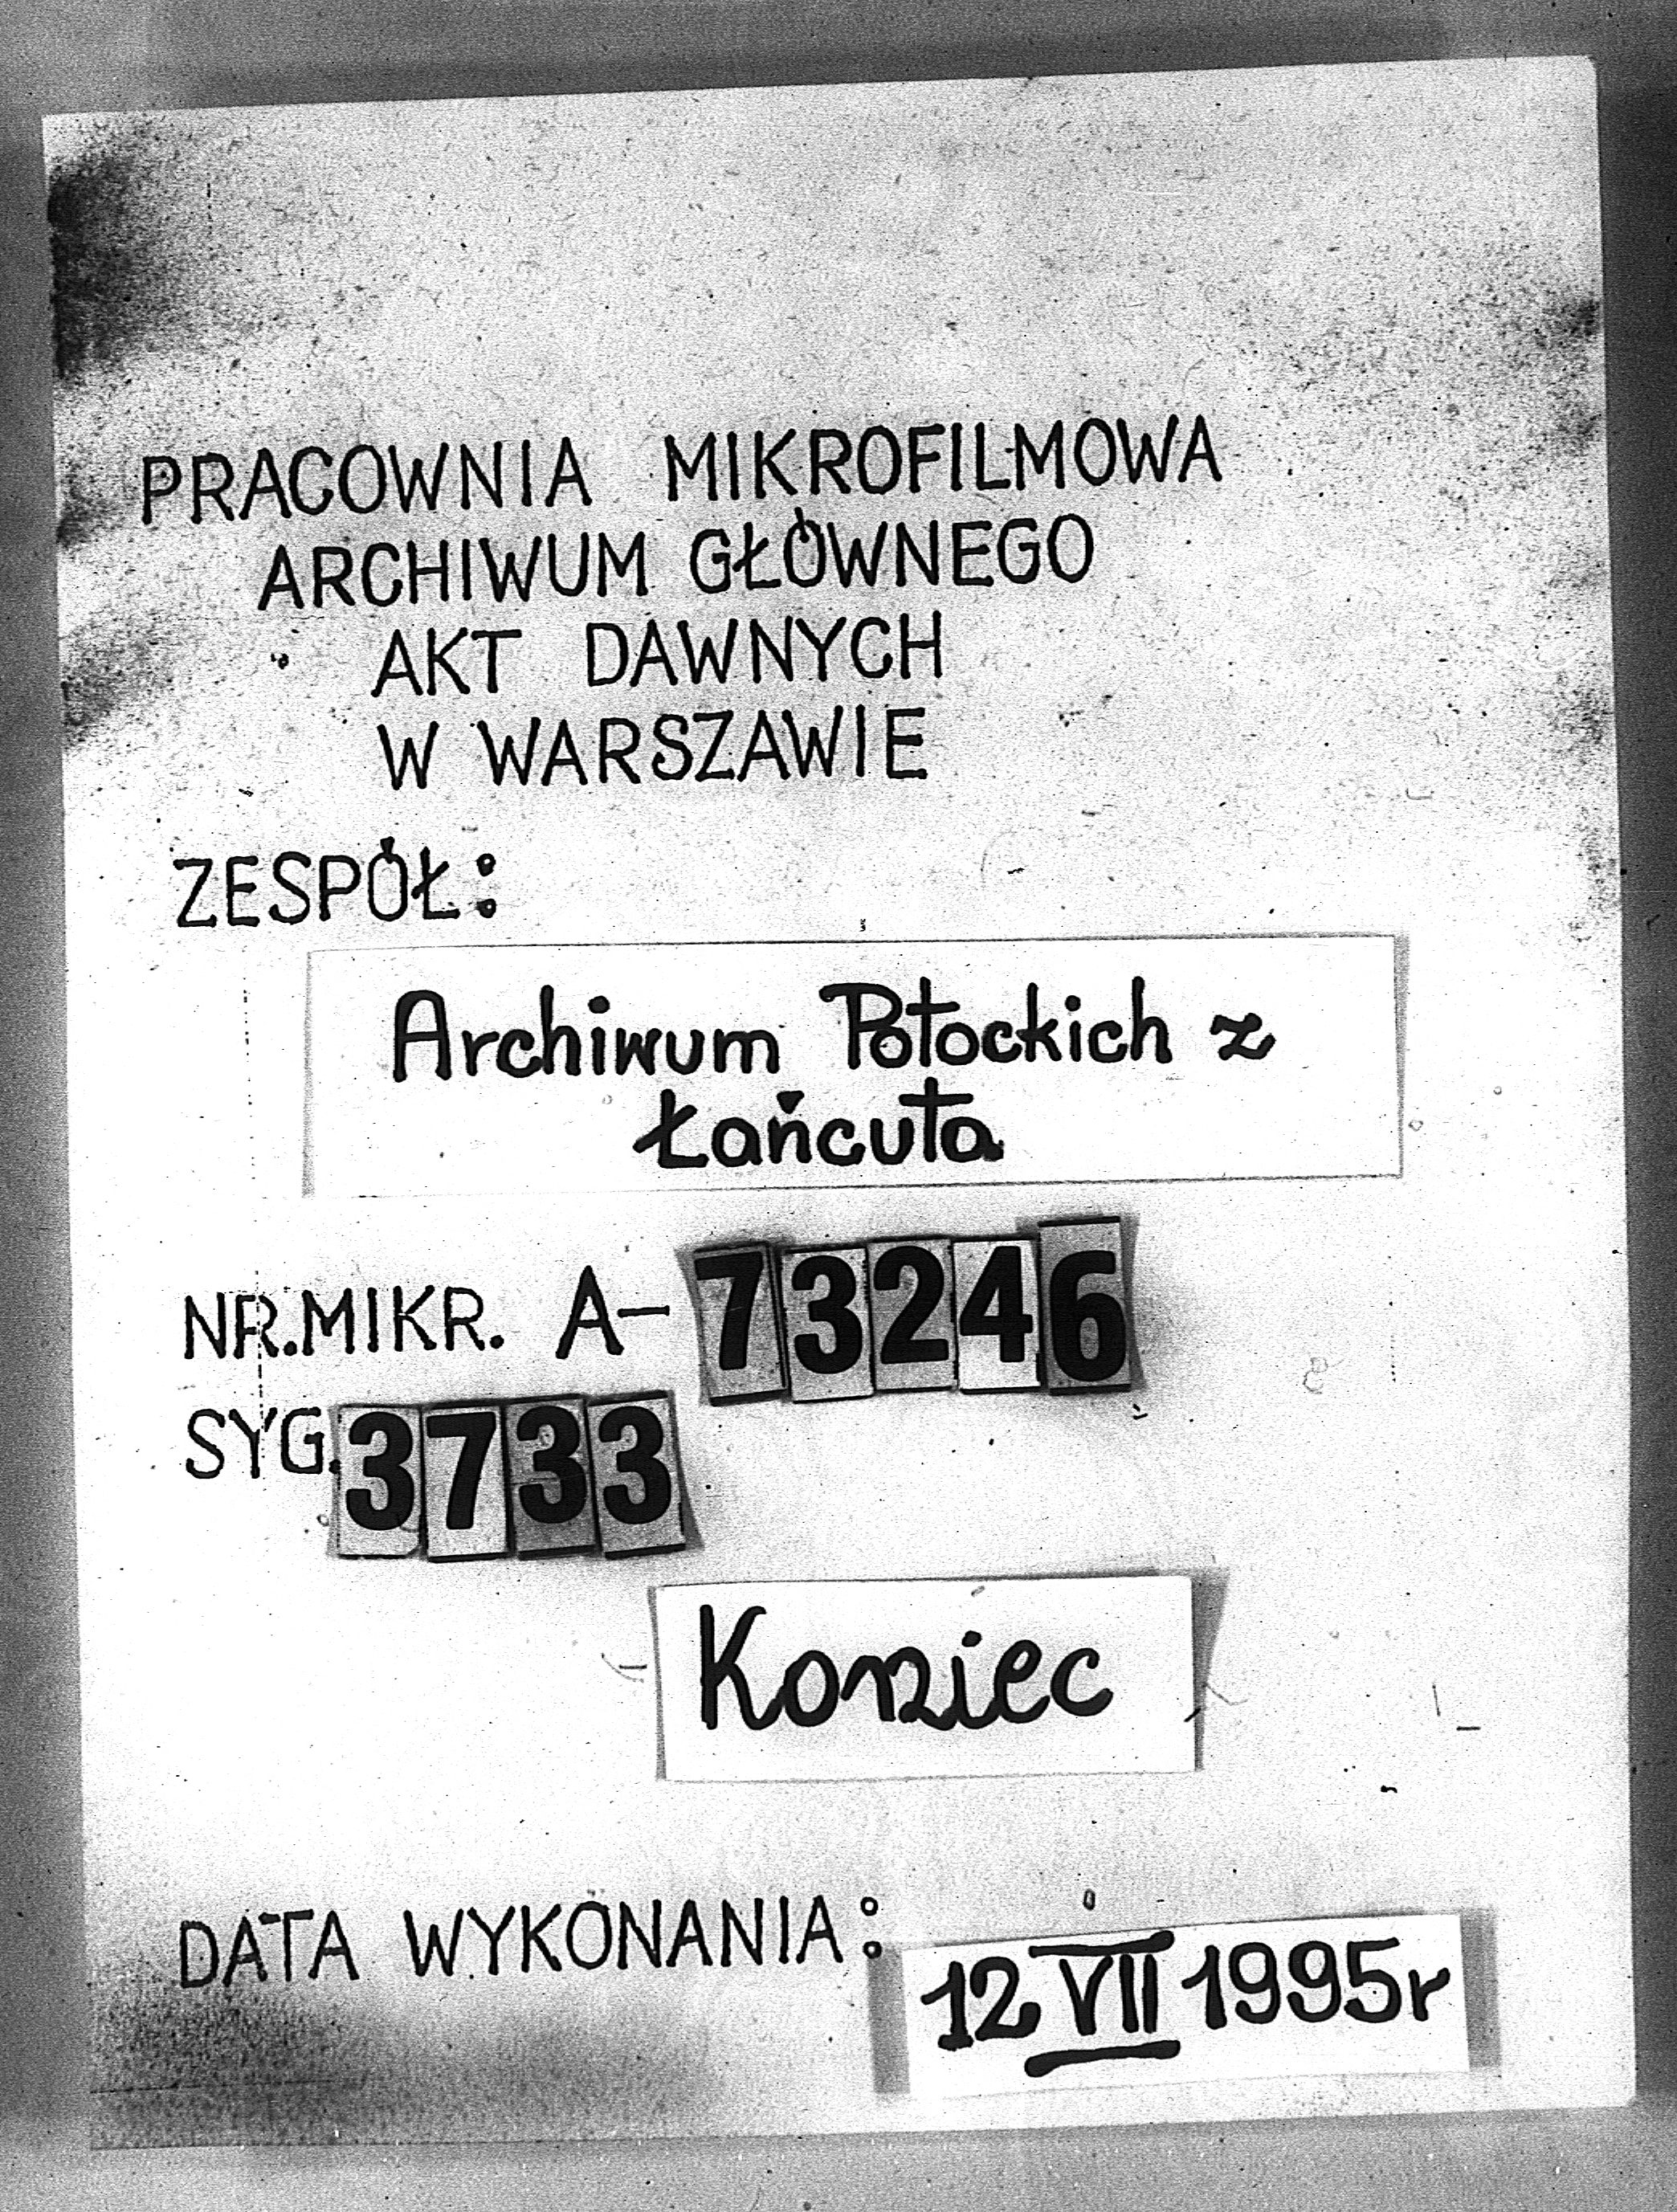 PRACOWNIA MIKROFILMOWA
ARCHIWUM GŁÓWNEGO
AKT DAWNYCH
W WARSZAWIE
ZESPÓŁ:
Archiwum Potockich z
Łańcuta
NR.MIKR. A-73246
SYG.3733
Koniec
DATA WYKONANIA: 12 VII 1995r